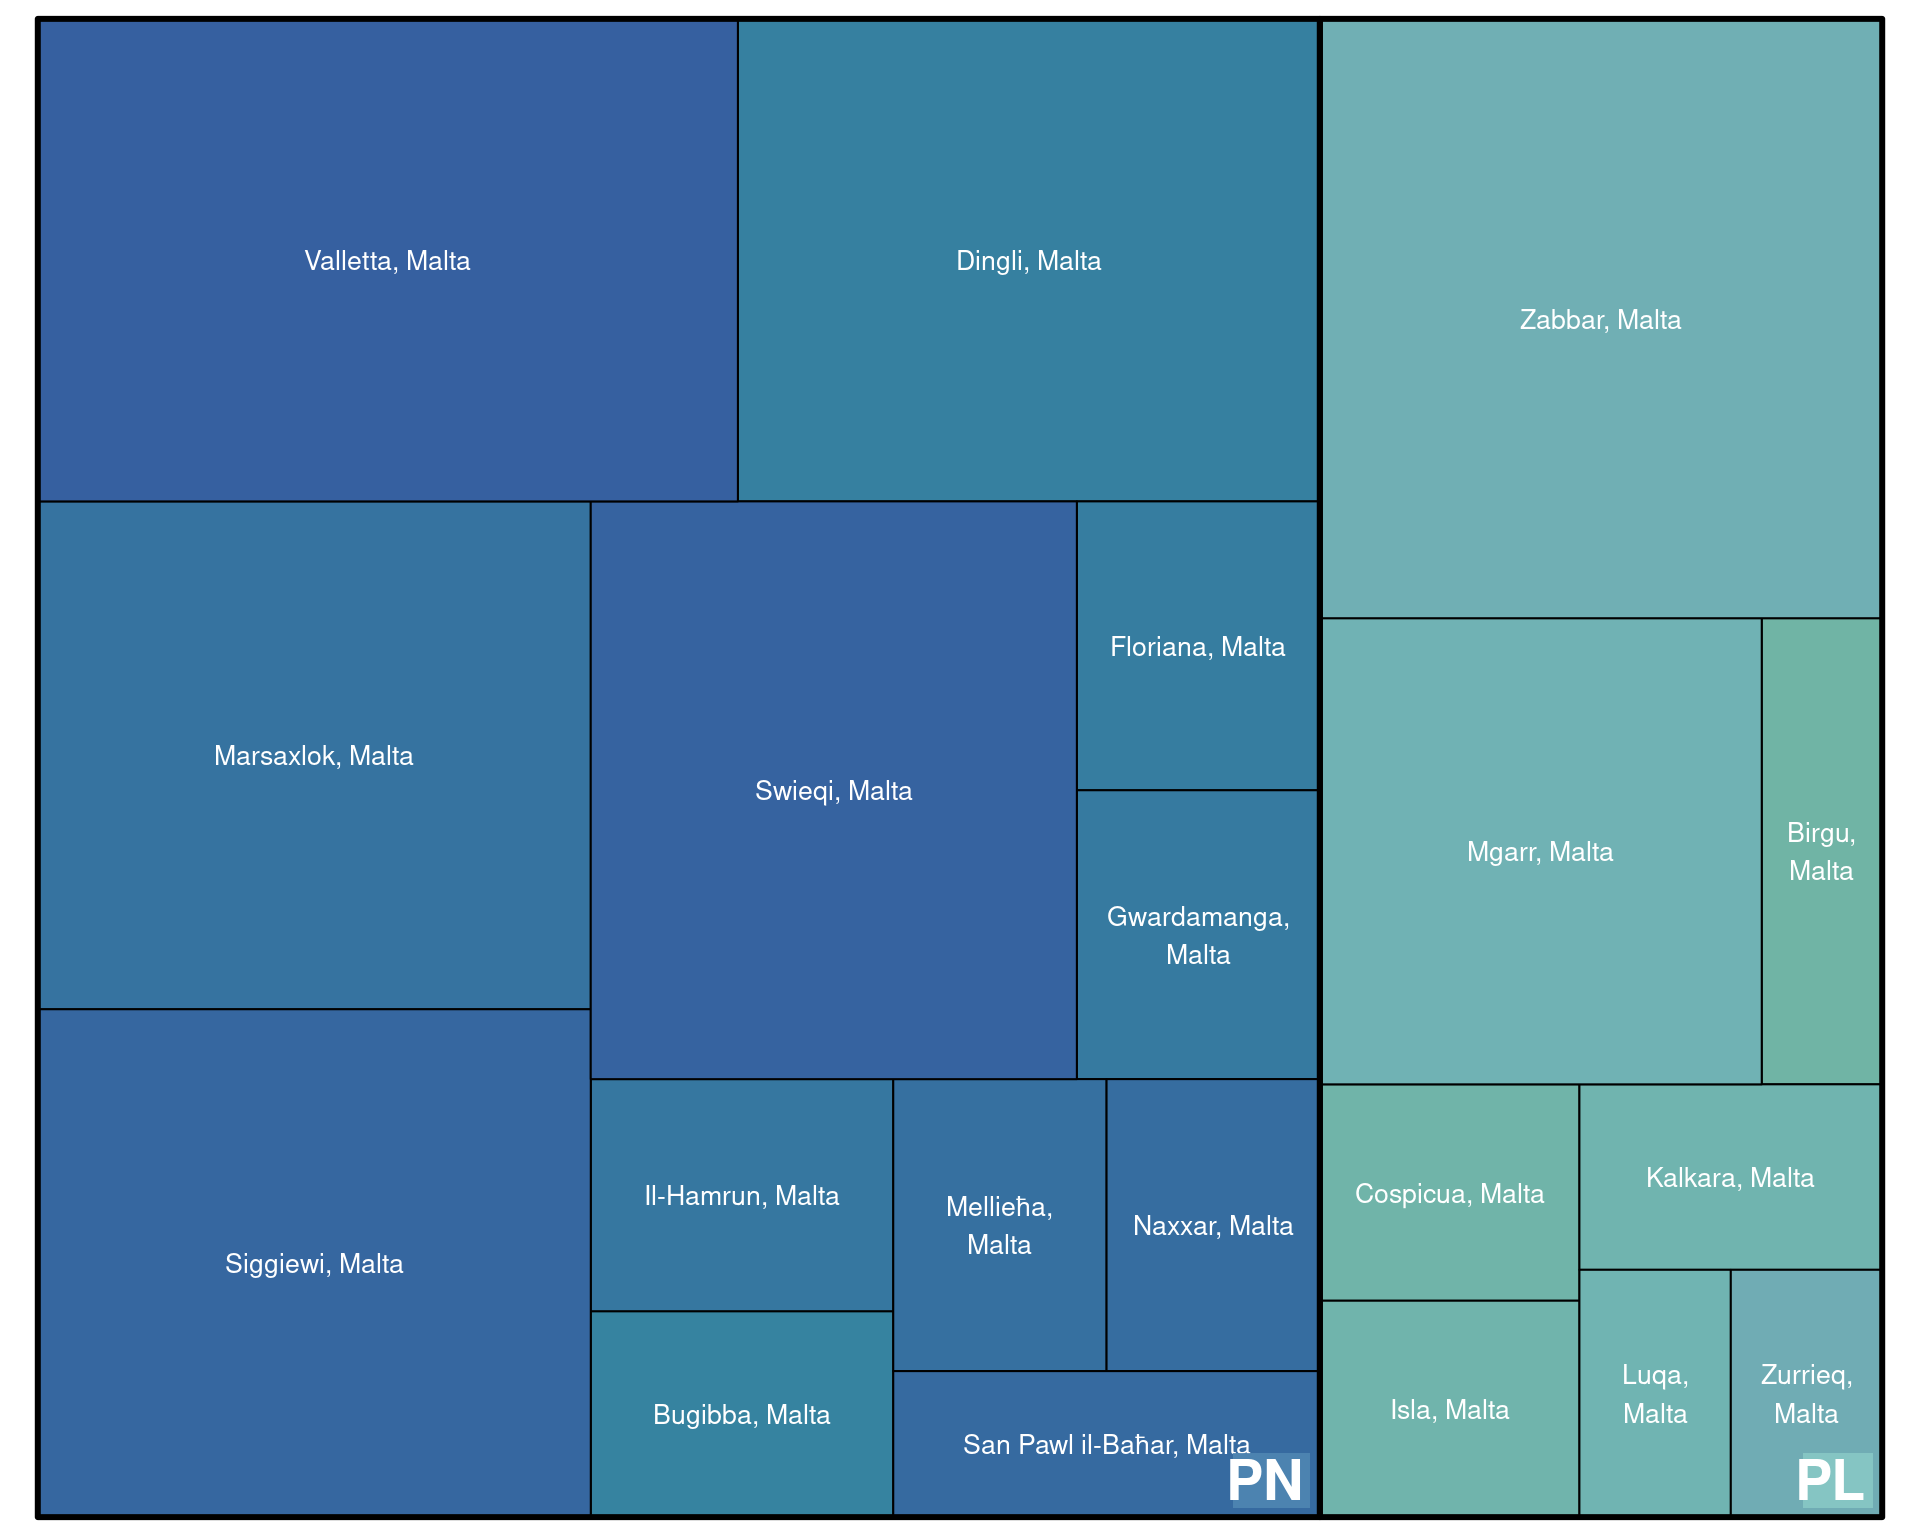 Valletta, Malta
Dingli, Malta
Zabbar, Malta
Marsaxlok, Malta
Swieqi, Malta
Floriana, Malta
Gwardamanga,
Malta
Mgarr, Malta
Birgu,
Malta
Siggiewi, Malta
Il-Hamrun, Malta
Mellieħa,
Malta
Naxxar, Malta
Bugibba, Malta
San Pawl il-Baħar, Malta
PN
Cospicua, Malta
Kalkara, Malta
Isla, Malta
Luqa,
Malta
Zurrieq,
Malta
PL